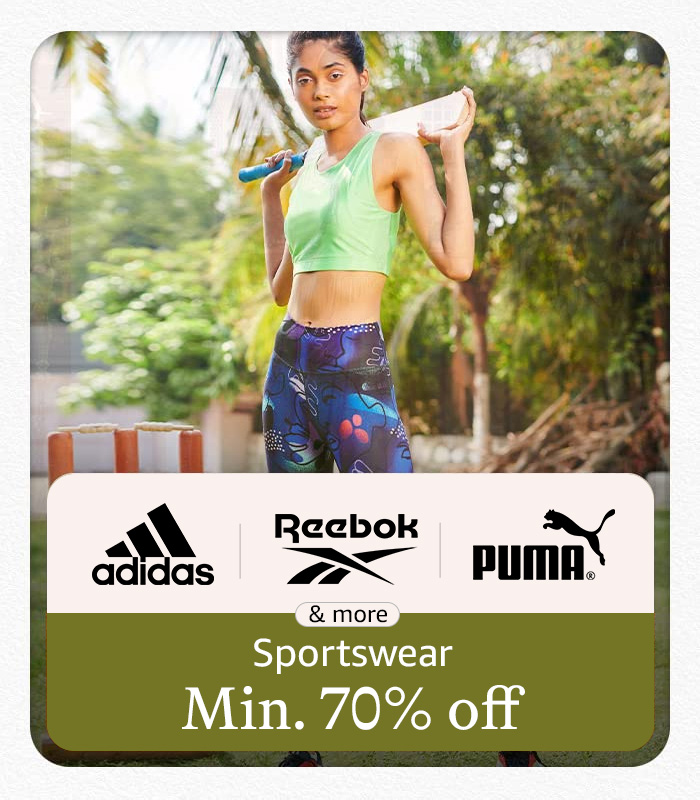 adidas
Reebok
PUMA®
& more
Sportswear
Min. 70% off